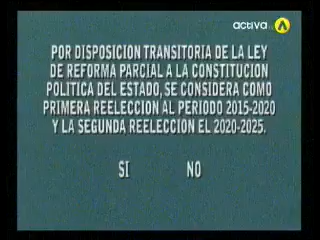 activa
POR DISPOSICION TRANSITORIA DE LA LEY
DE REFORMA PARCIAL A LA CONSTITUCION
POLITICA DEL ESTADO, SE CONSIDERA COMO
PRIMERA REELECCION AL PERIODO 2015-2020
Y LA SEGUNDA REELECCION EL 2020-2025.
SI NO